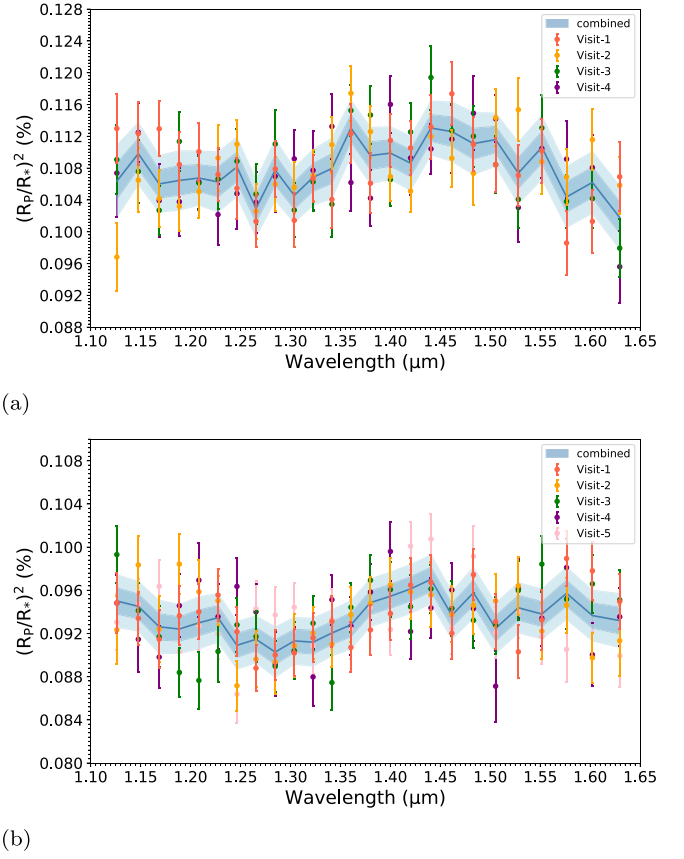 0.128
0.124
0.120
0.116
0.112
0.108
0.104
0.100
0.096
0.092
0.088
(Rₚ/R*)² (%)
combined
Visit-1
Visit-2
Visit-3
Visit-4
1.10 1.15 1.20 1.25 1.30 1.35 1.40 1.45 1.50 1.55 1.60 1.65
Wavelength (μm)
(a)
0.108
0.104
0.100
0.096
0.092
0.088
0.084
0.080
(Rₚ/R*)² (%)
combined
Visit-1
Visit-2
Visit-3
Visit-4
Visit-5
1.10 1.15 1.20 1.25 1.30 1.35 1.40 1.45 1.50 1.55 1.60 1.65
Wavelength (μm)
(b)